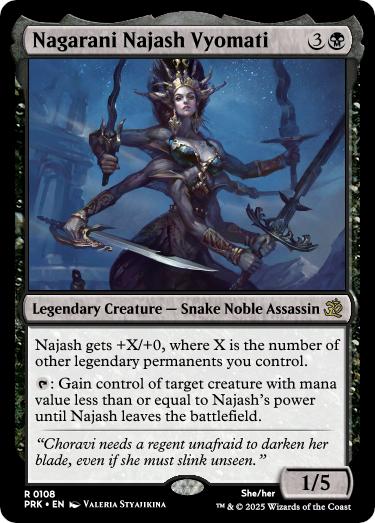 Nagarani Najash Vyomati 3
Legendary Creature — Snake Noble Assassin
Najash gets +X/+0, where X is the number of
other legendary permanents you control.
: Gain control of target creature with mana
value less than or equal to Najash's power
until Najash leaves the battlefield.
“Choravi needs a regent unafraid to darken her
blade, even if she must slink unseen.”
1/5
R 0108
She/her
PRK • EN VALERIA STYAJIKINA
™ & © 2025 Wizards of the Coast